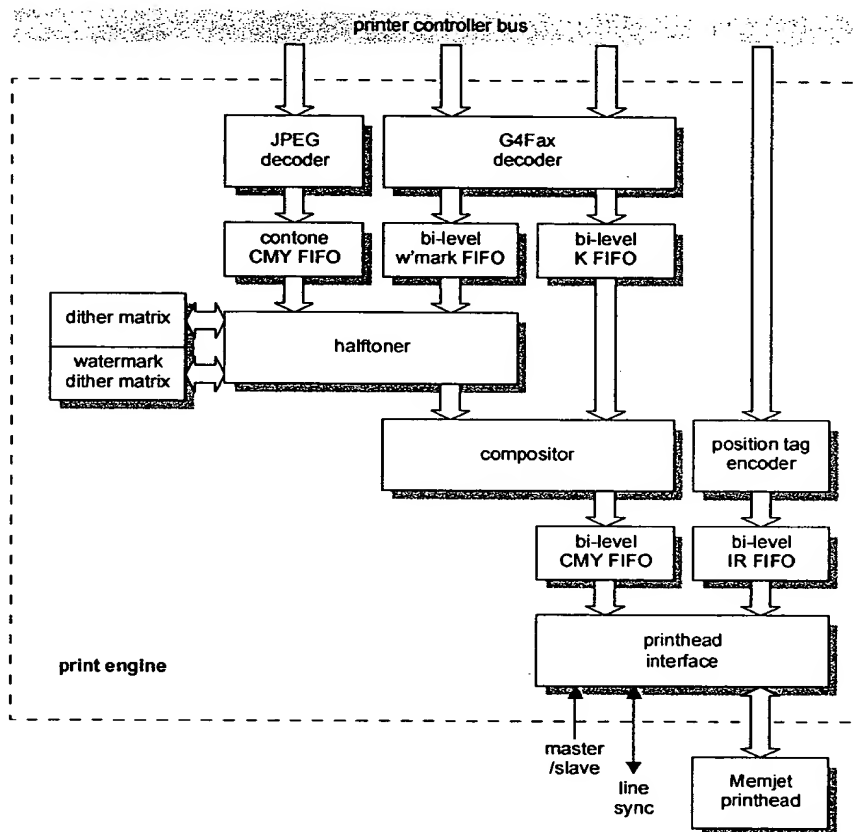 printer controller bus
JPEG
decoder
G4Fax
decoder
contone
CMY FIFO
bi-level
w'mark FIFO
bi-level
K FIFO
dither matrix
watermark
dither matrix
halftoner
compositor
position tag
encoder
bi-level
CMY FIFO
bi-level
IR FIFO
printhead
interface
print engine
master
/slave
line
sync
Memjet
printhead